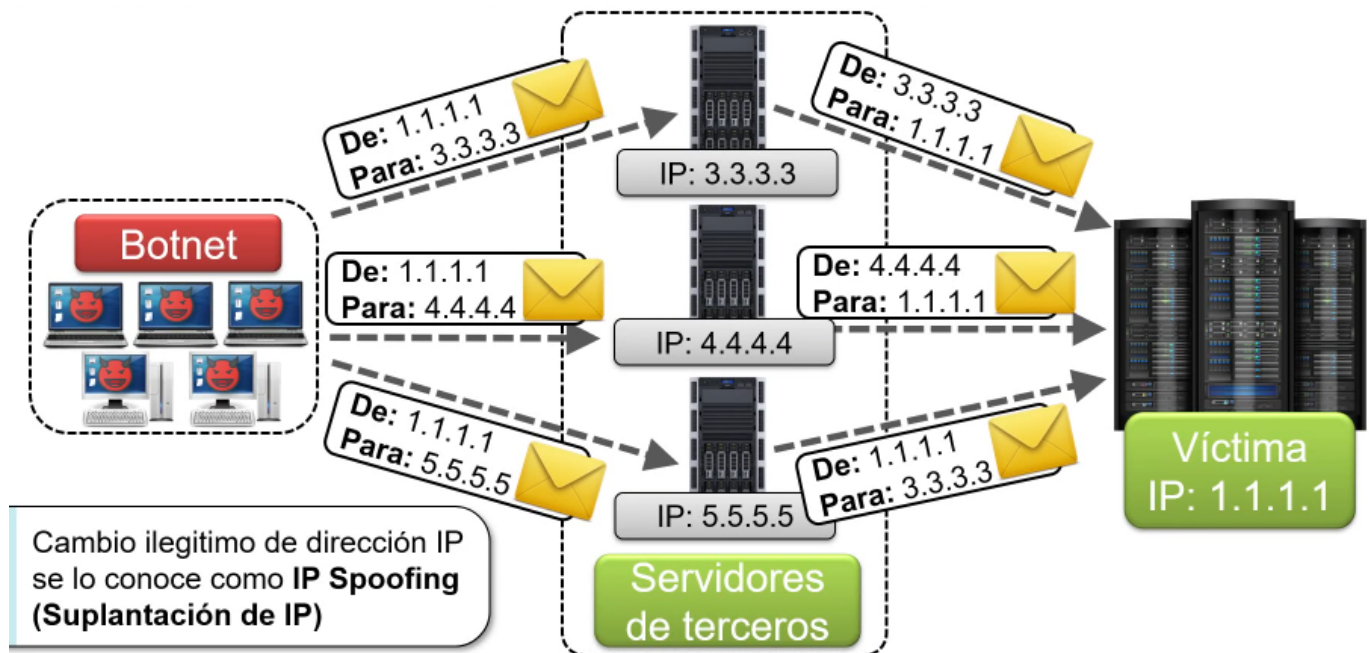 De: 1.1.1.1
Para: 3.3.3.3
De: 3.3.3.3
Para: 1.1.1.1
IP: 3.3.3.3
Botnet
De: 1.1.1.1
Para: 4.4.4.4
De: 4.4.4.4
Para: 1.1.1.1
IP: 4.4.4.4
De: 1.1.1.1
Para: 5.5.5.5
De: 1.1.1.1
Para: 3.3.3.3
IP: 5.5.5.5
Víctima
IP: 1.1.1.1
Cambio ilegitimo de dirección IP
se lo conoce como IP Spoofing
(Suplantación de IP)
Servidores
de terceros